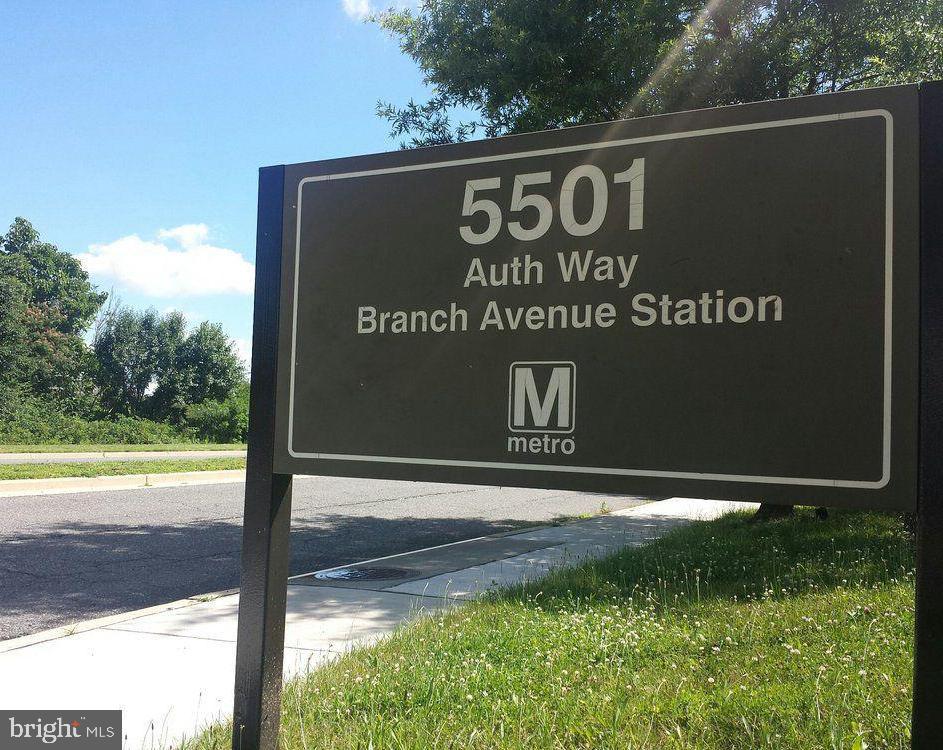 5501
Auth Way
Branch Avenue Station
M
metro
bright MLS